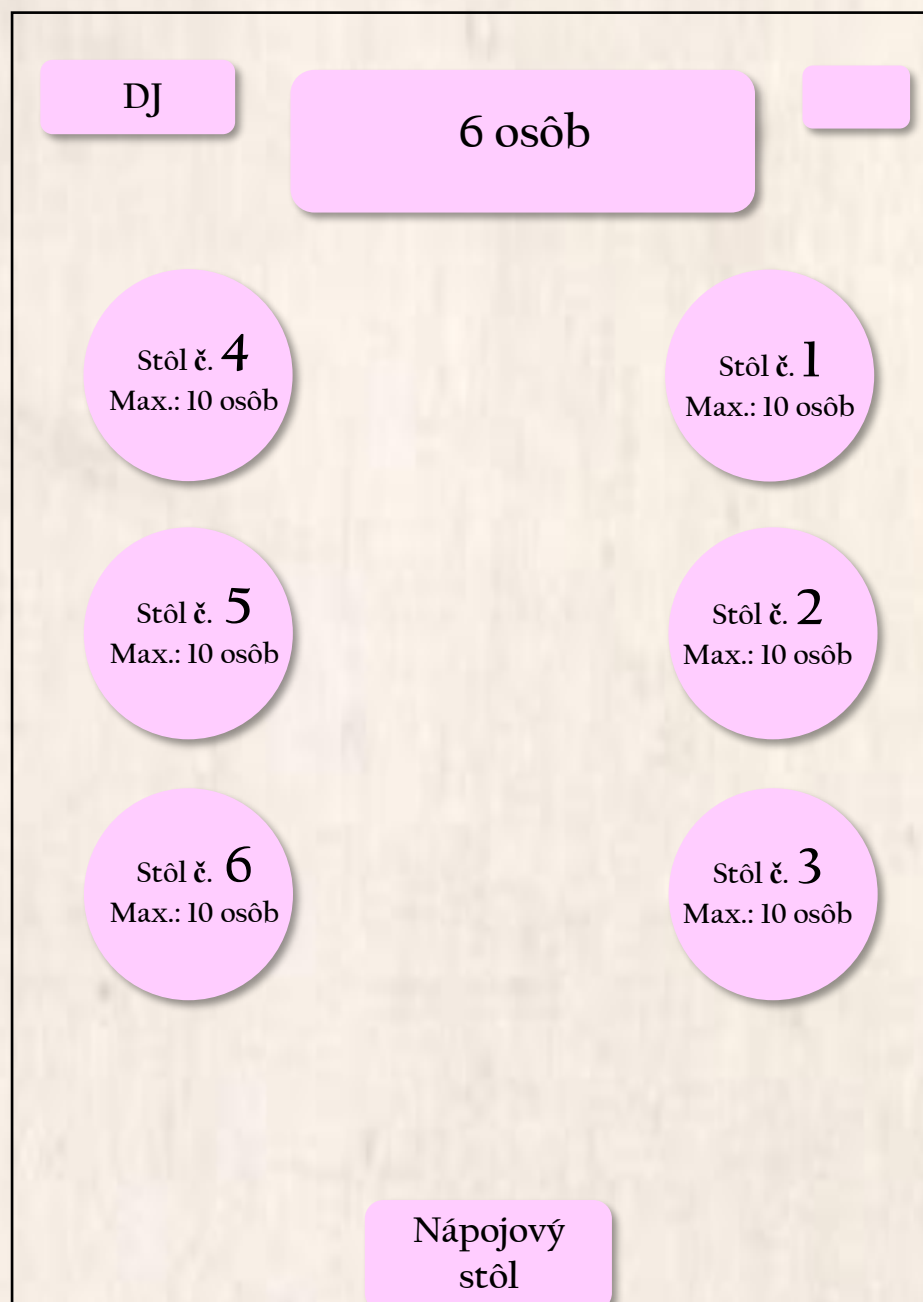 DJ
6 osôb
Stôl č. 4
Max.: 10 osôb
Stôl č. 1
Max.: 10 osôb
Stôl č. 5
Max.: 10 osôb
Stôl č. 2
Max.: 10 osôb
Stôl č. 6
Max.: 10 osôb
Stôl č. 3
Max.: 10 osôb
Nápojový
stôl